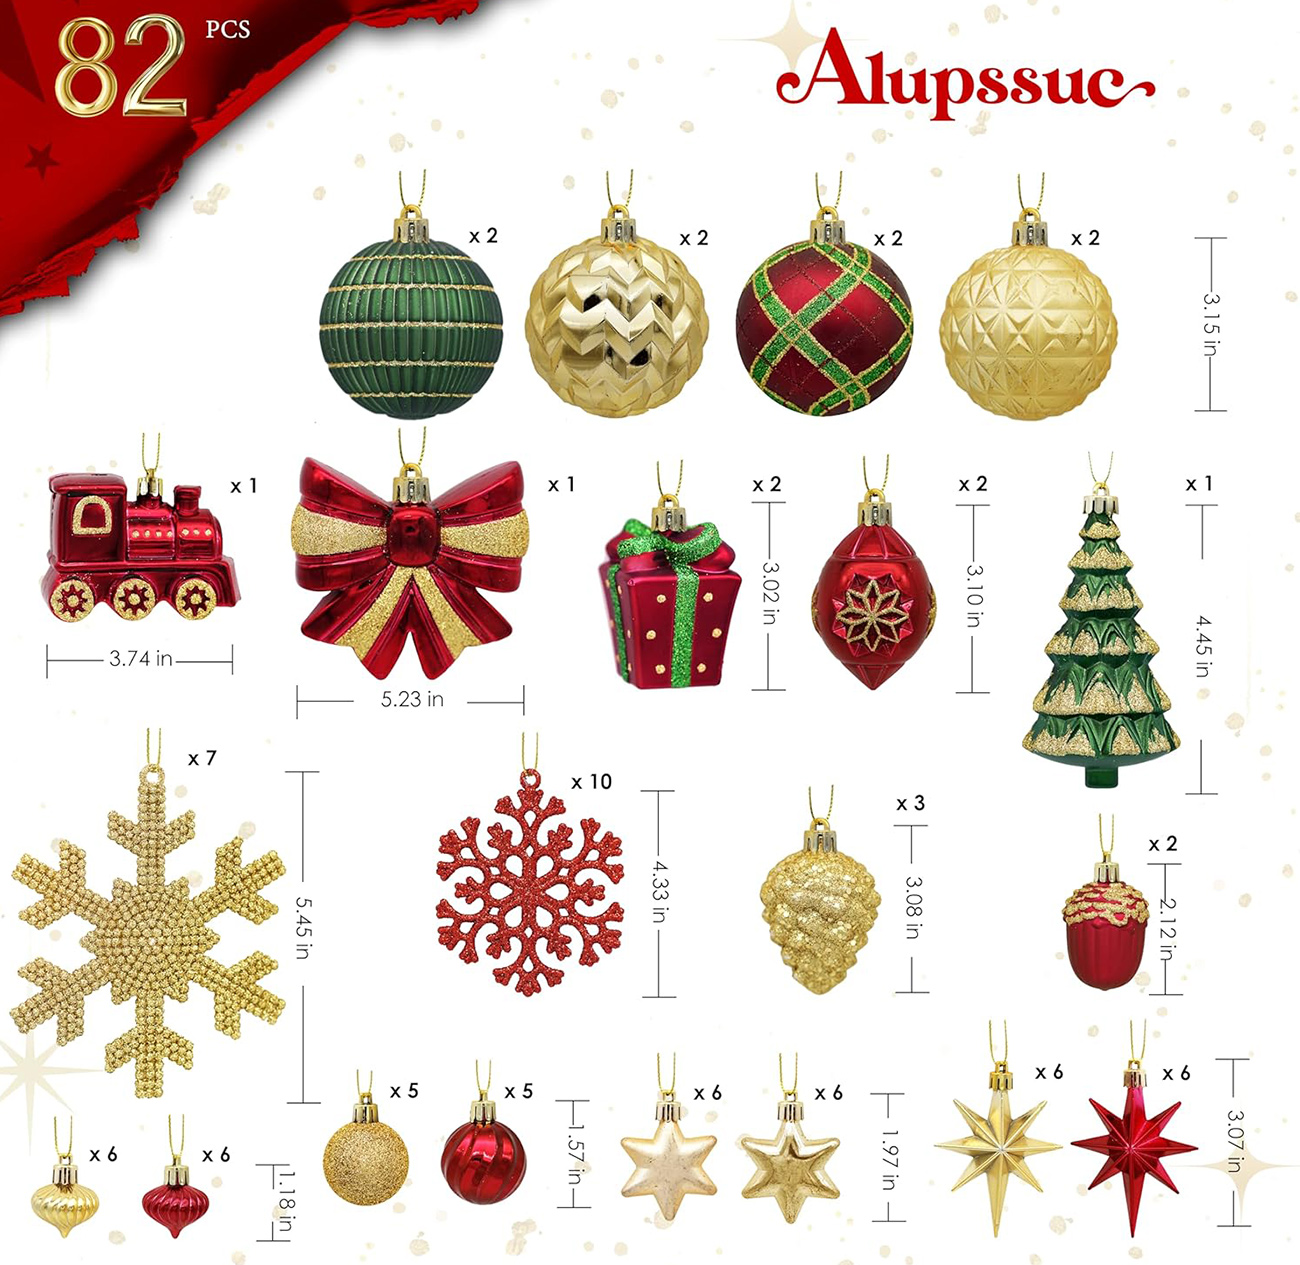 82 PCS
Alupssuc
x 2
x 2
x 2
x 2
3.15 in
x 1
3.74 in
x 1
5.23 in
x 2
3.02 in
x 2
3.10 in
x 1
4.45 in
x 7
5.45 in
x 10
4.33 in
x 3
3.08 in
x 2
2.12 in
x 6
x 6
1.18 in
x 5
x 5
1.57 in
x 6
x 6
1.97 in
x 6
x 6
3.07 in